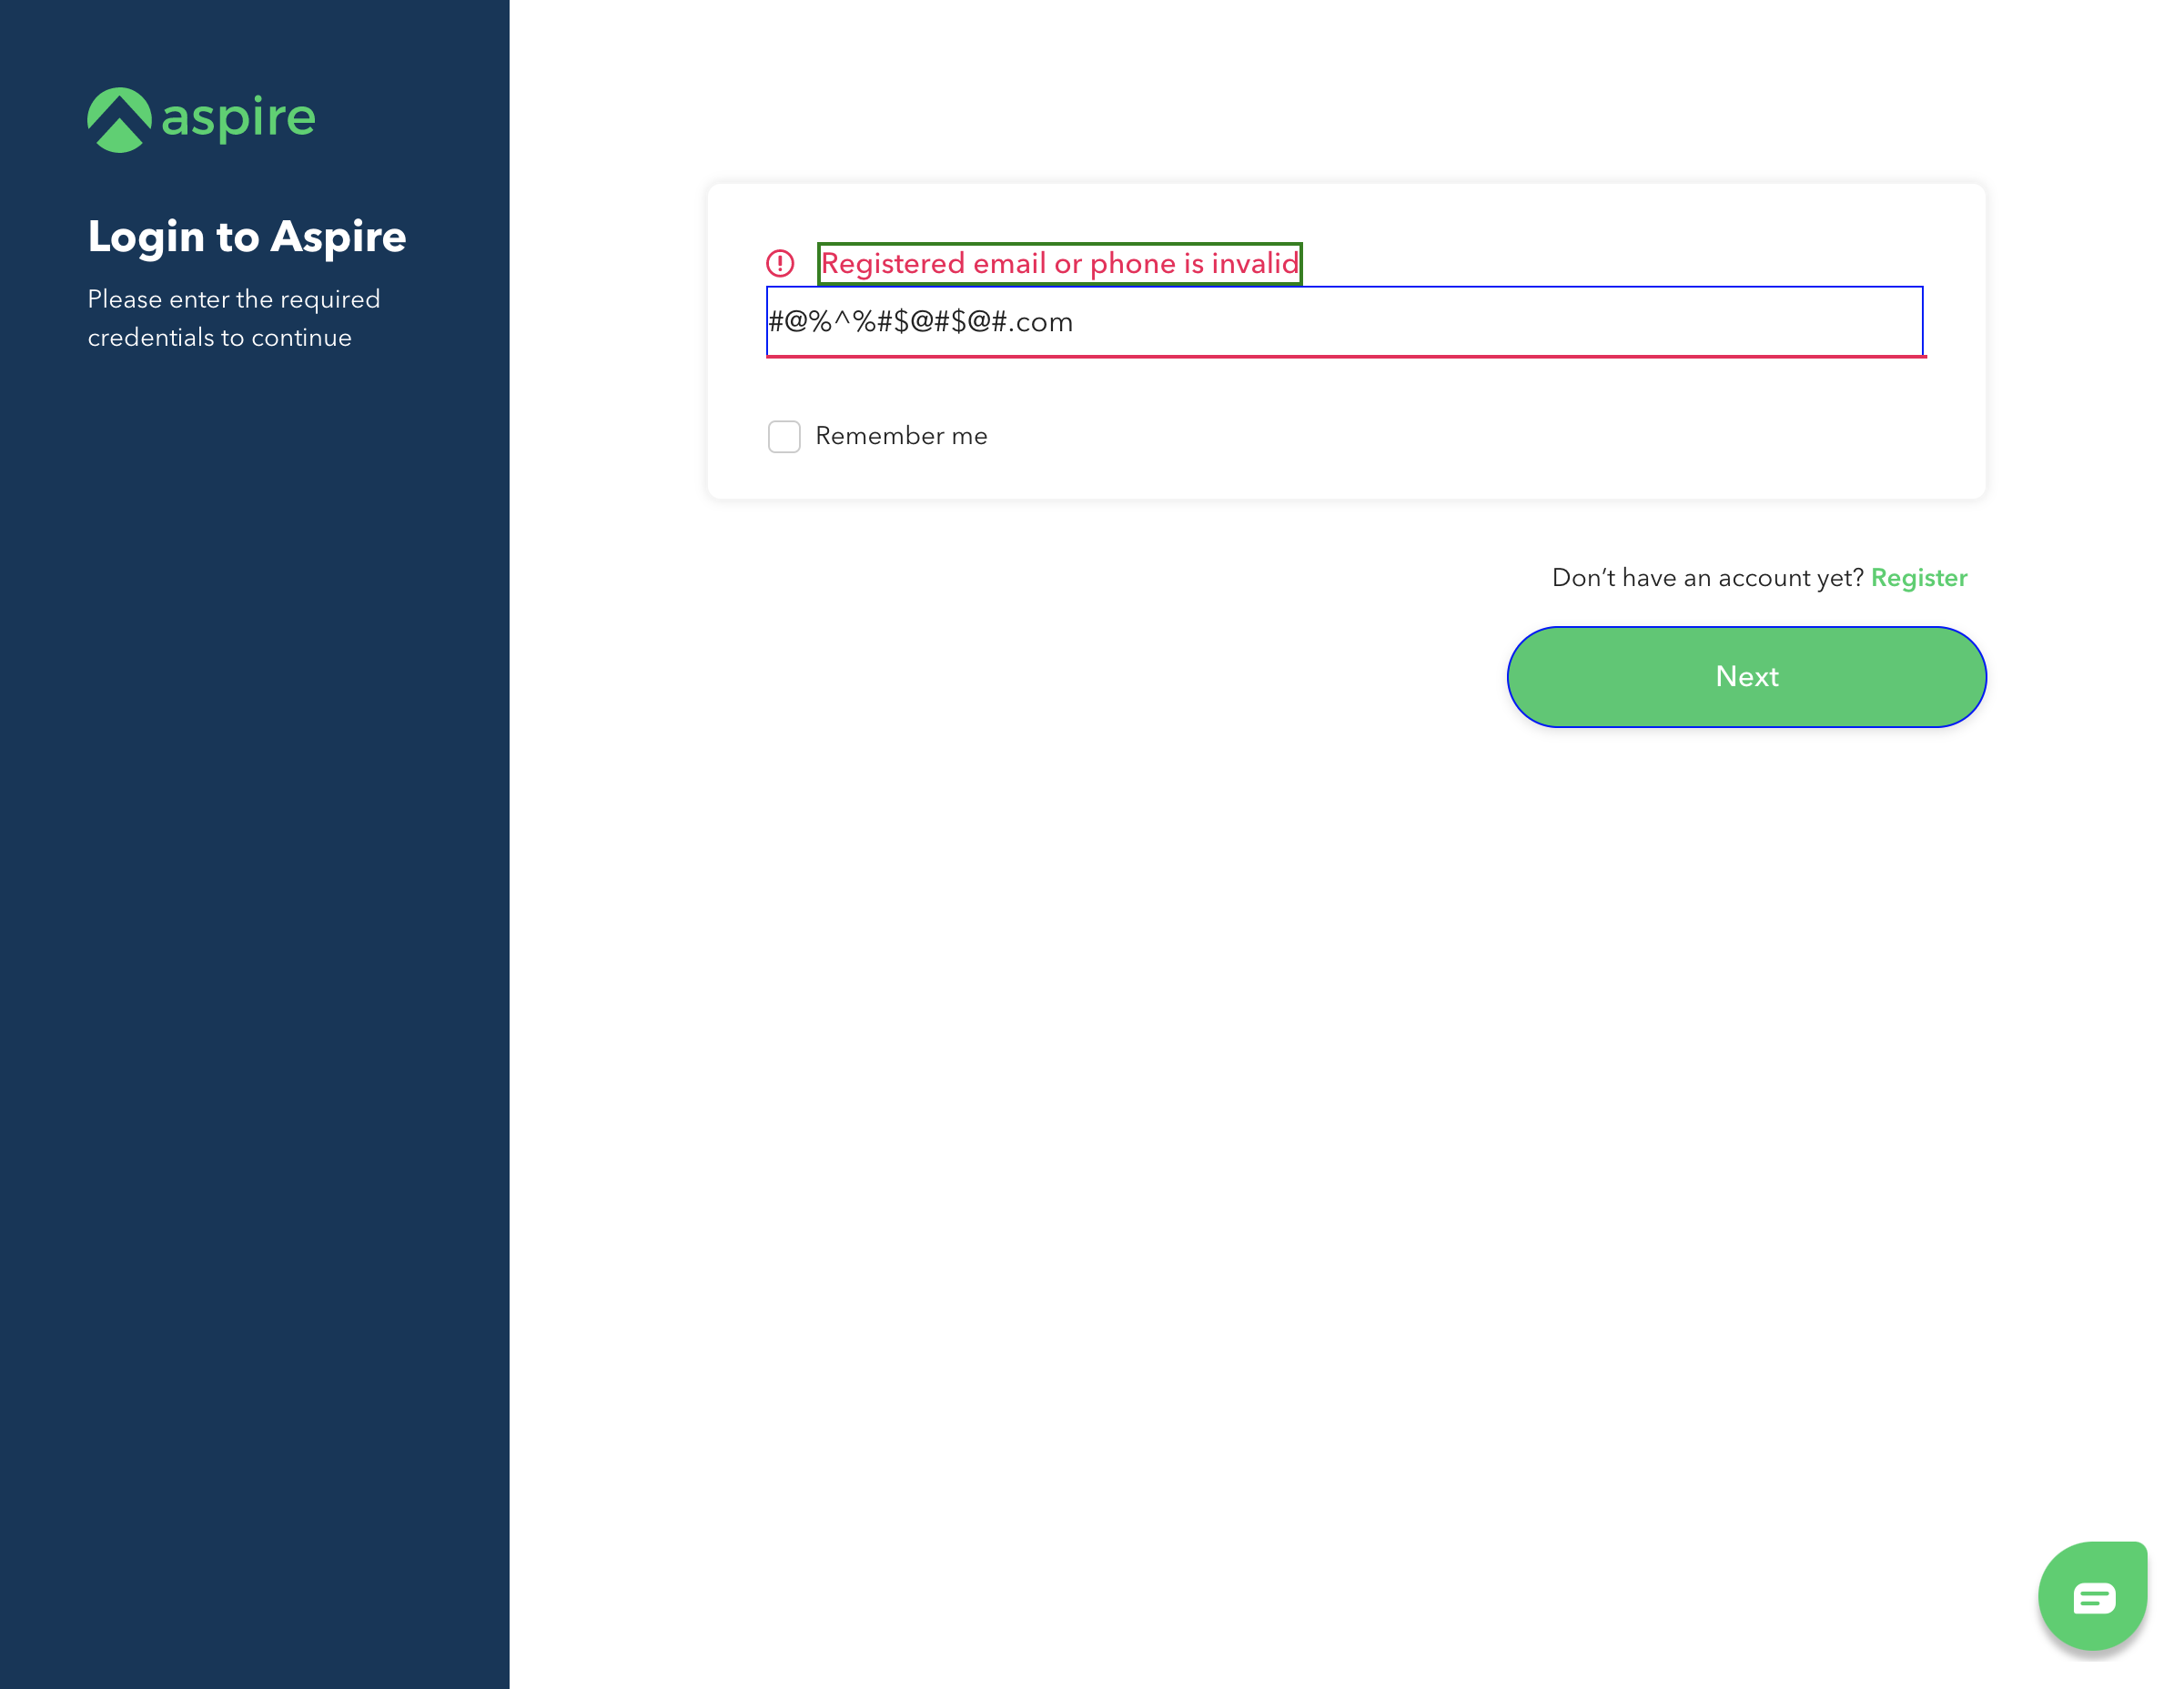 aspire
Login to Aspire
Please enter the required
credentials to continue
Registered email or phone is invalid
#@%^%#$@#$@#.com
Remember me
Don’t have an account yet? Register
Next